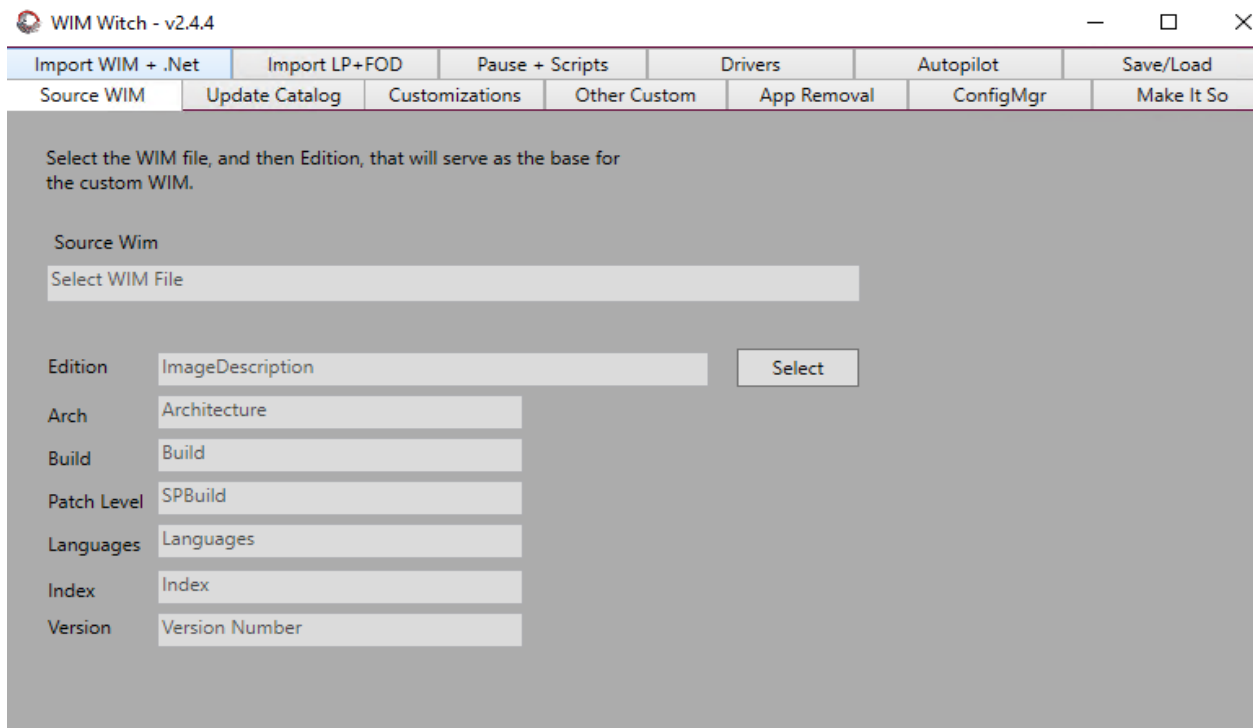 WIM Witch - v2.4.4
Import WIM + .Net Import LP+FOD Pause + Scripts Drivers Autopilot Save/Load
Source WIM Update Catalog Customizations Other Custom App Removal ConfigMgr Make It So
Select the WIM file, and then Edition, that will serve as the base for
the custom WIM.
Source Wim
Select WIM File
Edition ImageDescription Select
Arch Architecture
Build Build
Patch Level SPBuild
Languages Languages
Index Index
Version Version Number